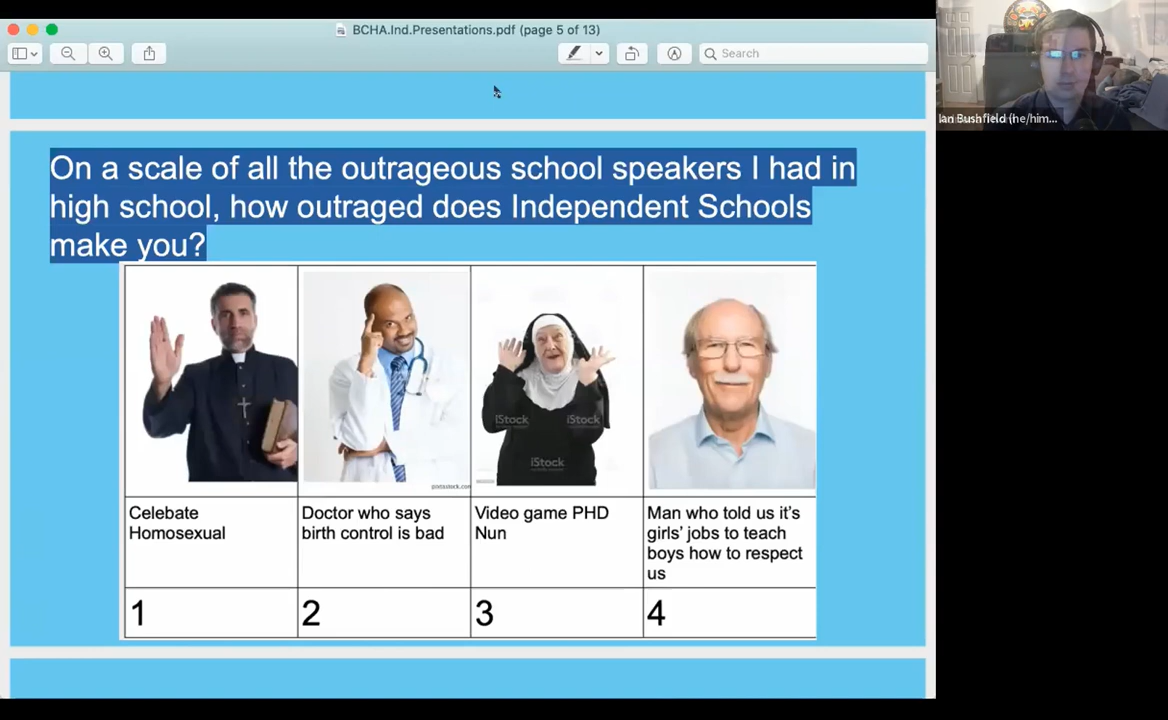 BCHA.Ind.Presentations.pdf (page 5 of 13)
Search
Ian Bushfield (he/him...
On a scale of all the outrageous school speakers I had in
high school, how outraged does Independent Schools
make you?
iStock
iStock
iStock
Celebate
Homosexual
Doctor who says
birth control is bad
Video game PHD
Nun
Man who told us it's
girls' jobs to teach
boys how to respect
us
1
2
3
4